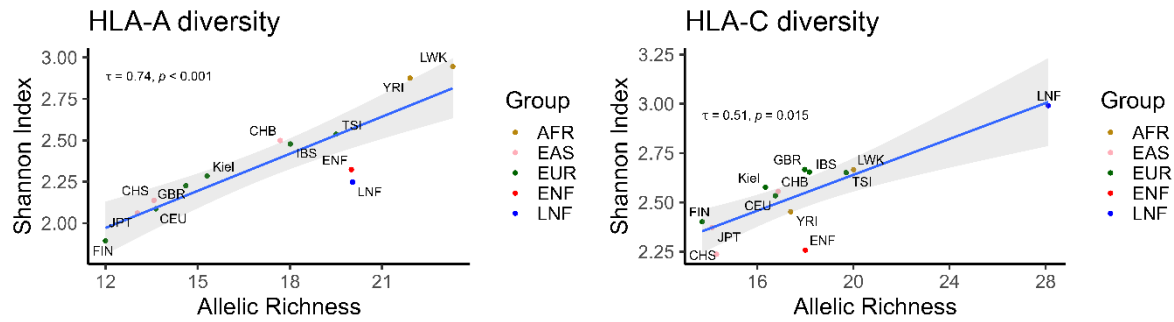 HLA-A diversity
3.00
2.75
2.50
2.25
2.00
Shannon Index
τ = 0.74, p < 0.001
LWK
YRI
TSI
CHB
IBS
ENF
LNF
Kiel
CHS
GBR
CEU
JPT
FIN
12
15
18
21
Allelic Richness
Group
AFR
EAS
EUR
ENF
LNF
HLA-C diversity
3.25
3.00
2.75
2.50
2.25
Shannon Index
τ = 0.51, p = 0.015
LNF
GBR
IBS
LWK
Kiel
CHB
TSI
CEU
FIN
YRI
JPT
ENF
CHS
16
20
24
28
Allelic Richness
Group
AFR
EAS
EUR
ENF
LNF